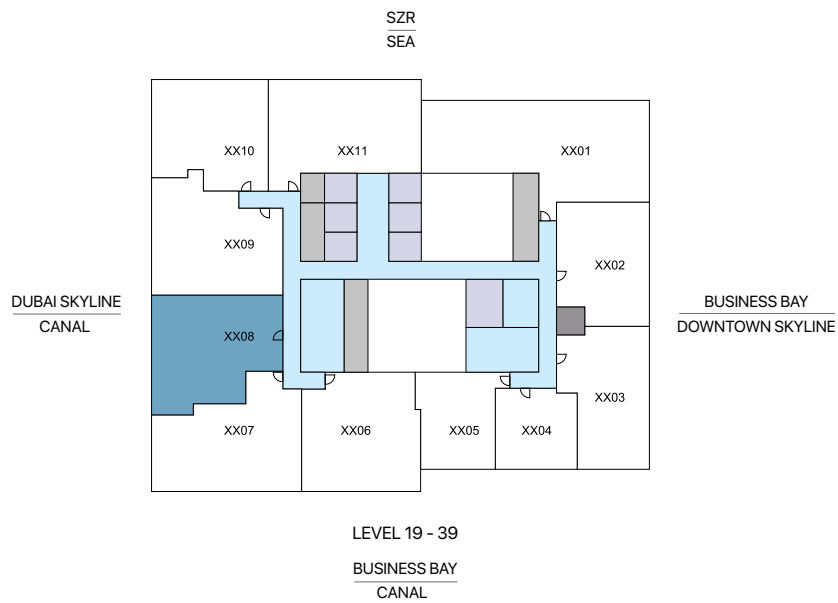 SZR
SEA
XX10
XX11
XX01
XX09
XX02
DUBAI SKYLINE
CANAL
BUSINESS BAY
DOWNTOWN SKYLINE
XX08
XX03
XX07
XX06
XX05
XX04
LEVEL 19 - 39
BUSINESS BAY
CANAL